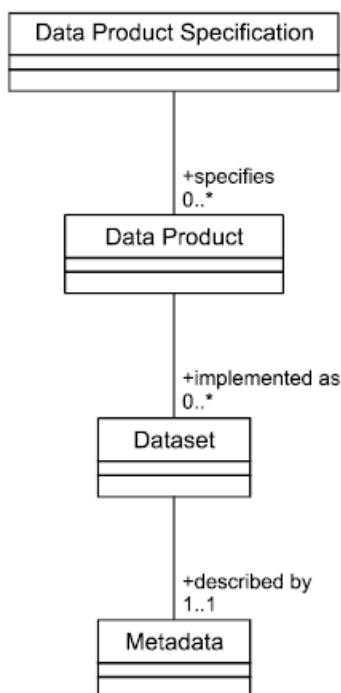 Data Product Specification
+specifies
0..*
Data Product
+implemented as
0..*
Dataset
+described by
1..1
Metadata